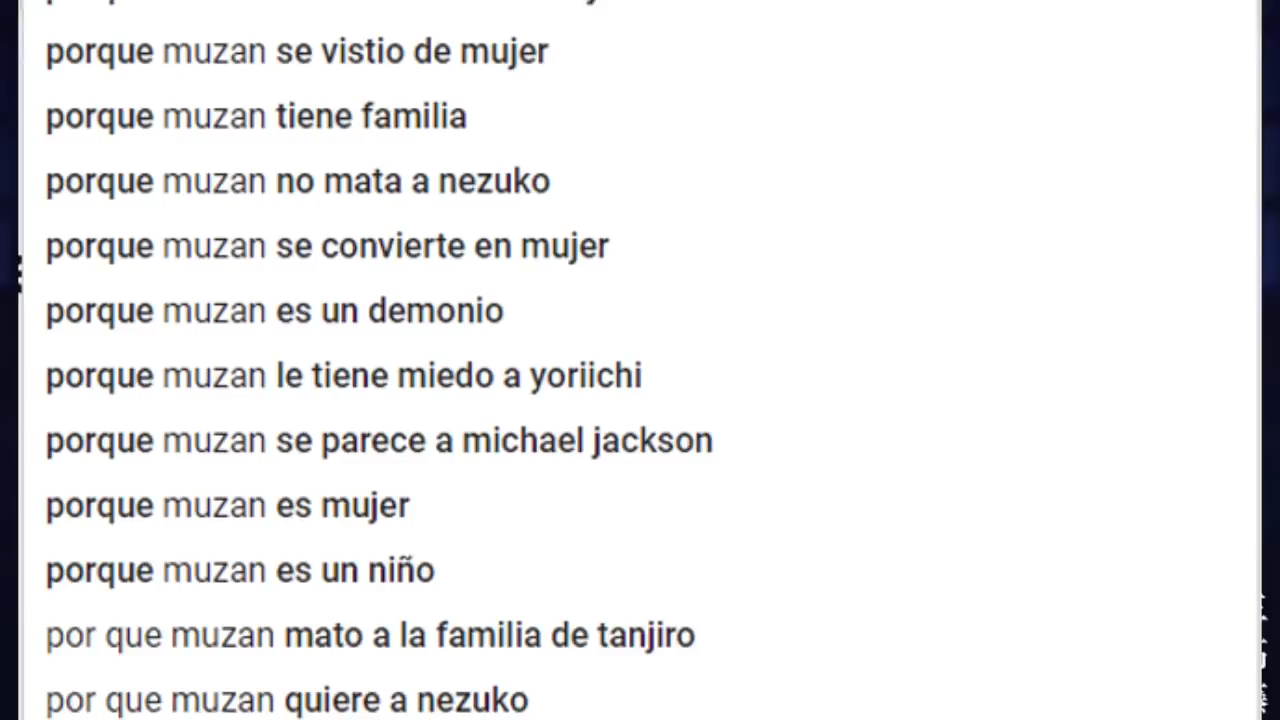 porque muzan se vistio de mujer
porque muzan tiene familia
porque muzan no mata a nezuko
porque muzan se convierte en mujer
porque muzan es un demonio
porque muzan le tiene miedo a yoriichi
porque muzan se parece a michael jackson
porque muzan es mujer
porque muzan es un niño
por que muzan mato a la familia de tanjiro
por que muzan quiere a nezuko